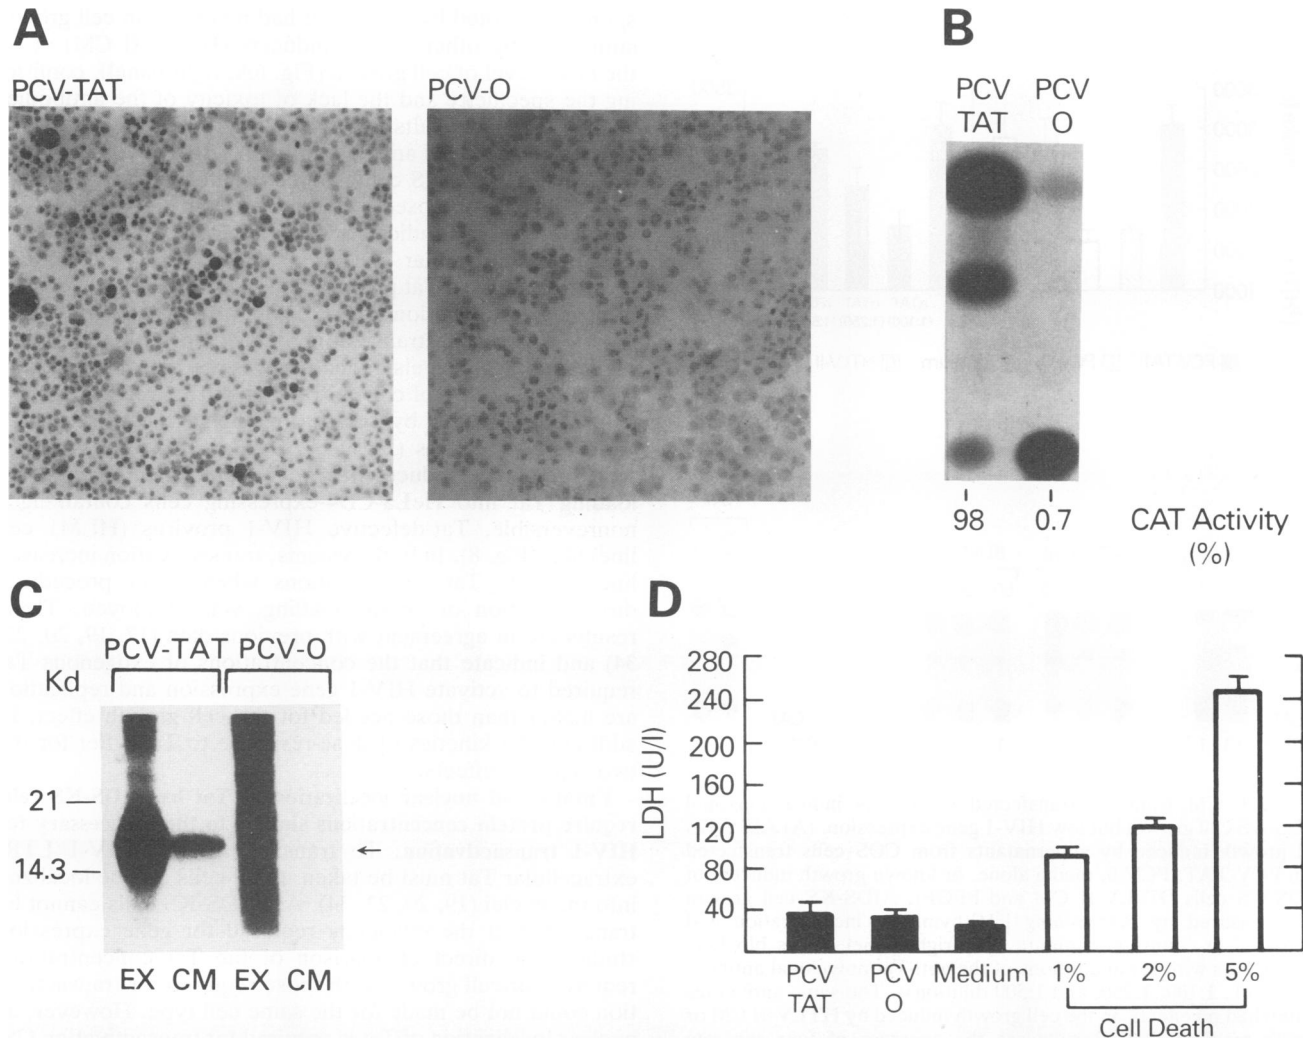 A
PCV-TAT
PCV-O
B
PCV TAT
PCV O
98
0.7
CAT Activity (%)
C
PCV-TAT PCV-O
Kd
21
14.3
EX CM EX CM
D
LDH (U/l)
280
240
200
160
120
80
40
PCV TAT
PCV O
Medium
1%
2%
5%
Cell Death